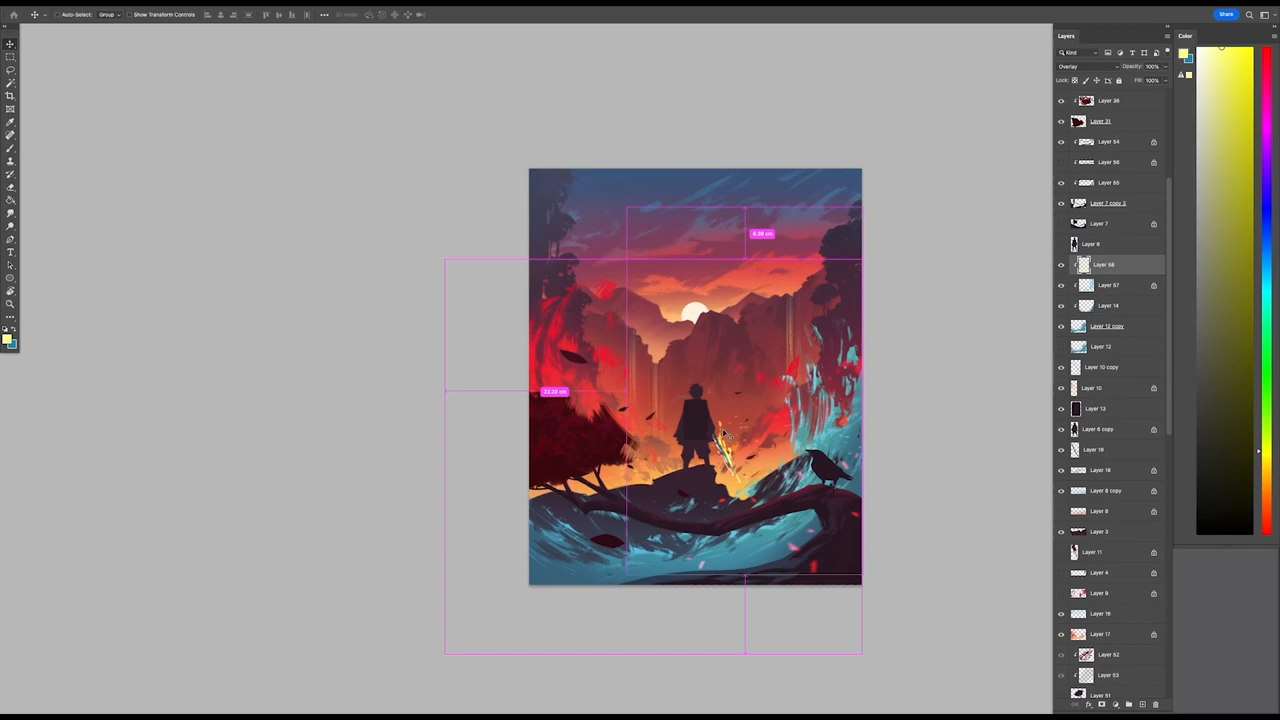 Auto-Select: Group Show Transform Controls Share
Layers Color
Kind
Overlay Opacity: 100%
Lock: Fill: 100%
Layer 36
Layer 31
Layer 54
Layer 56
Layer 55
Layer 7 copy 3
Layer 7
Layer 6
Layer 58
Layer 57
Layer 14
Layer 12 copy
Layer 12
Layer 10 copy
Layer 10
Layer 13
Layer 6 copy
Layer 19
Layer 18
Layer 8 copy
Layer 8
Layer 3
Layer 11
Layer 4
Layer 9
Layer 16
Layer 17
Layer 52
Layer 53
Layer 51
22.20 cm